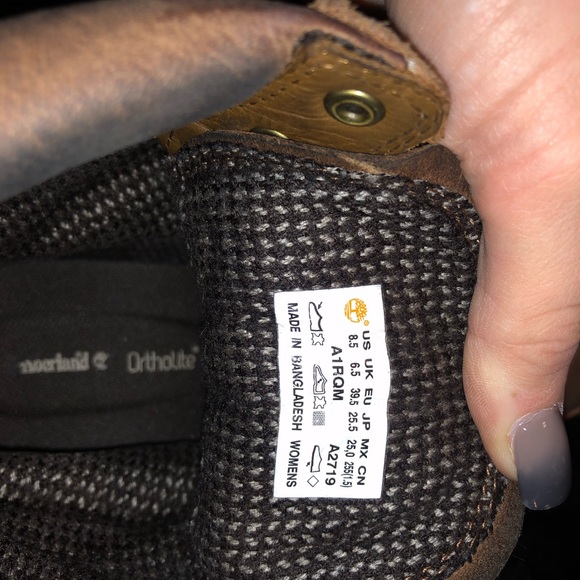 US UK EU JP MX CN
8.5 6.5 39.5 25.5 25,0 255(1.5)
A1RQM A2719
MADE IN BANGLADESH WOMENS
OrthoLite